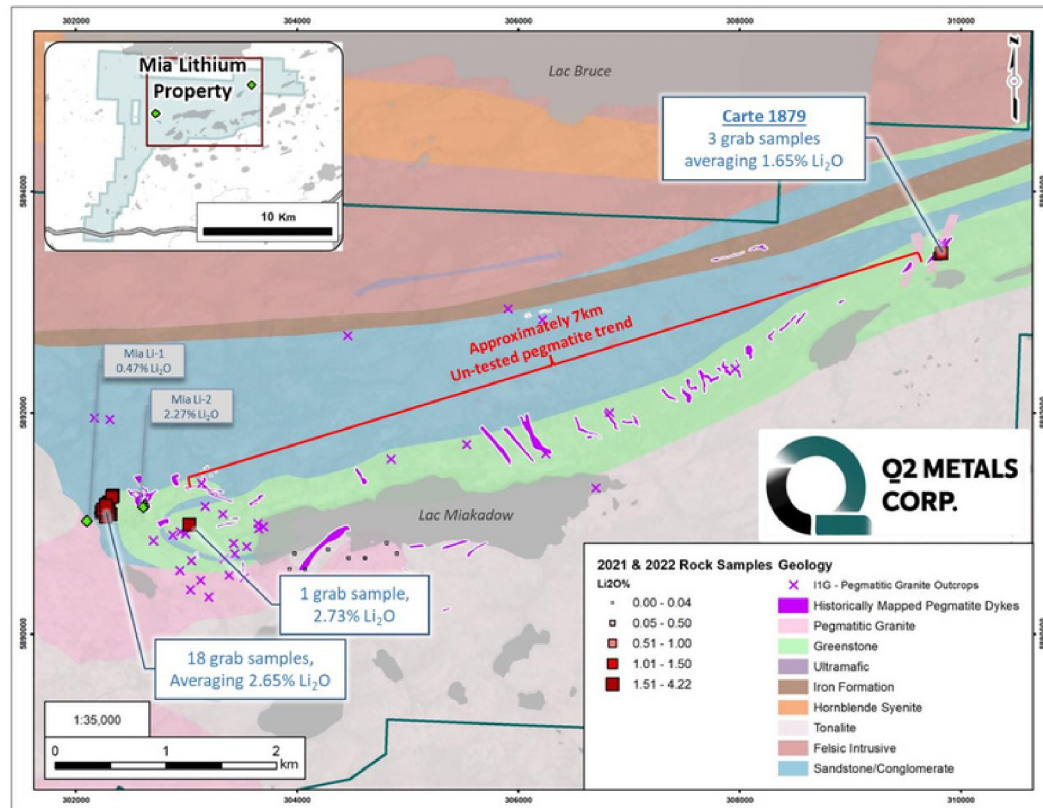 302000 304000 306000 308000 310000
Mia Lithium
Property
10 Km
Lac Bruce
Carte 1879
3 grab samples
averaging 1.65% Li₂O
5894000
Approximately 7km
Un-tested pegmatite trend
Mia Li-1
0.47% Li₂O
Mia Li-2
2.27% Li₂O
5892000
Q2 METALS
CORP.
Lac Miakadow
1 grab sample,
2.73% Li₂O
18 grab samples,
Averaging 2.65% Li₂O
5890000
1:35,000
0 1 2
km
2021 & 2022 Rock Samples
Li2O%
0.00 - 0.04
0.05 - 0.50
0.51 - 1.00
1.01 - 1.50
1.51 - 4.22
Geology
I1G - Pegmatitic Granite Outcrops
Historically Mapped Pegmatite Dykes
Pegmatitic Granite
Greenstone
Ultramafic
Iron Formation
Hornblende Syenite
Tonalite
Felsic Intrusive
Sandstone/Conglomerate
302000 304000 306000 308000 310000